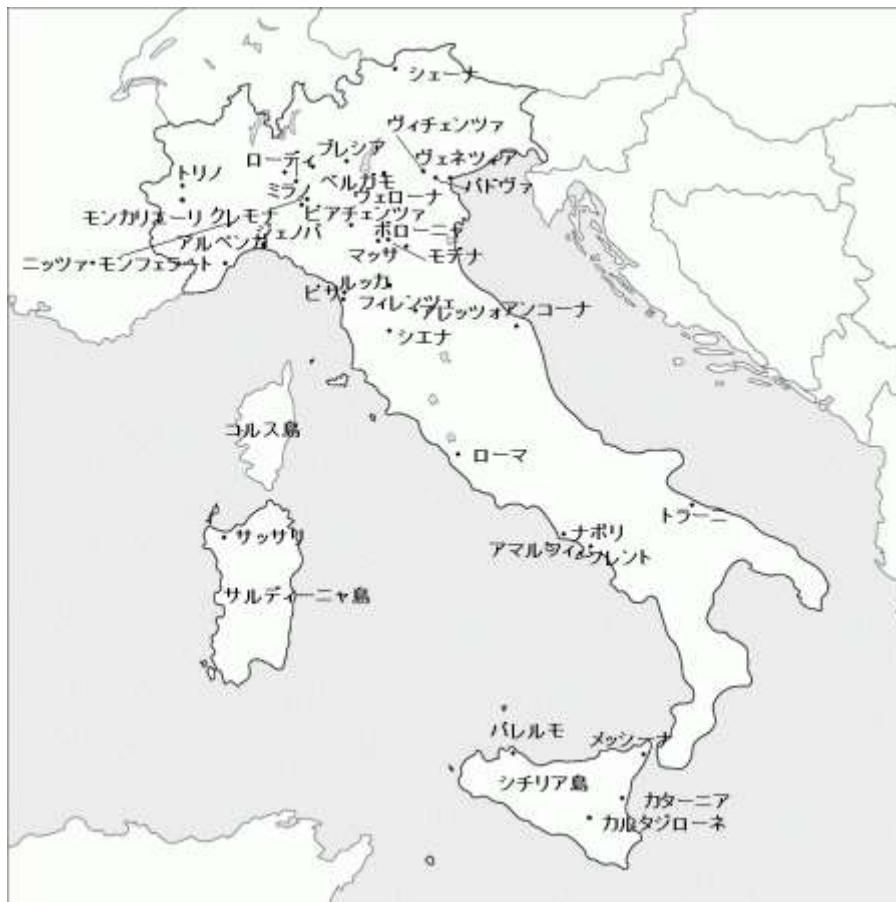 シェーナ
ヴィチェンツァ
ブレシア
ローディ
ヴェネツィア
トリノ
ミラノ
ベルガモ
パドヴァ
ヴェローナ
モンカリエーリ
クレモナ
ピアチェンツァ
ジェノバ
ボローニャ
アルベンガ
マッサ
モデナ
ニッツァ・モンフェラート
ルッカ
ピサ
フィレンツェ
アレッツォ
アンコーナ
シエナ
コルス島
ローマ
トラーニ
サッサリ
ナポリ
アマルフィ
サルディーニャ島
パレルモ
メッシーナ
シチリア島
カターニア
カルタジローネ